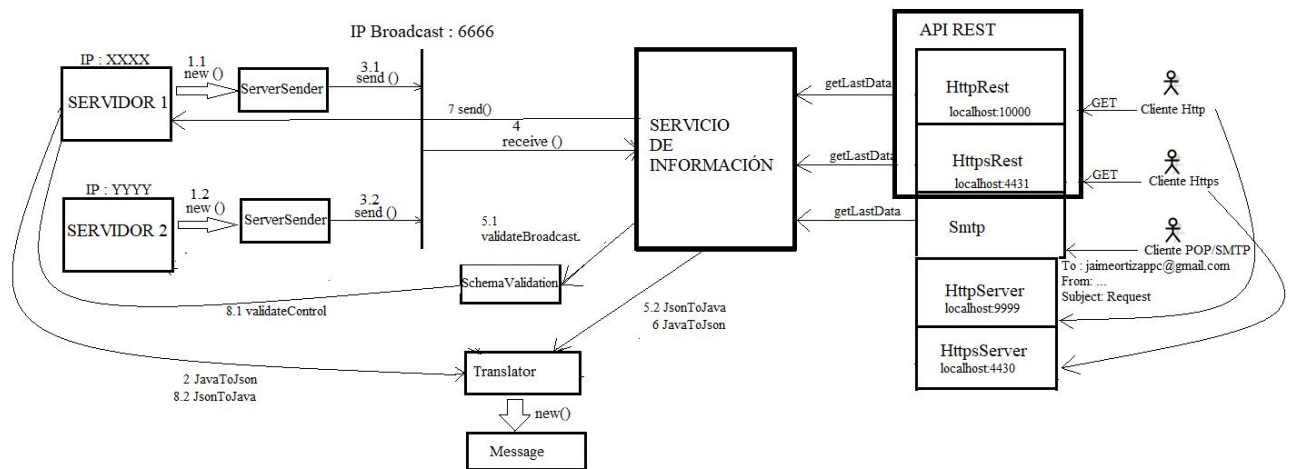 IP Broadcast : 6666
API REST
IP : XXXX
1.1
new ()
3.1
send ()
SERVIDOR 1
ServerSender
7 send()
4
receive ()
SERVICIO
DE
INFORMACIÓN
getLastData
HttpRest
localhost:10000
GET
Cliente Http
getLastData
HttpsRest
localhost:4431
GET
Cliente Https
IP : YYYY
1.2
new ()
3.2
send ()
SERVIDOR 2
ServerSender
getLastData
Smtp
Cliente POP/SMTP
To : jaimeortizappc@gmail.com
From: ...
Subject: Request
5.1
validateBroadcast
SchemaValidation
8.1 validateControl
5.2 JsonToJava
6 JavaToJson
HttpServer
localhost:9999
HttpsServer
localhost:4430
2 JavaToJson
8.2 JsonToJava
Translator
new()
Message